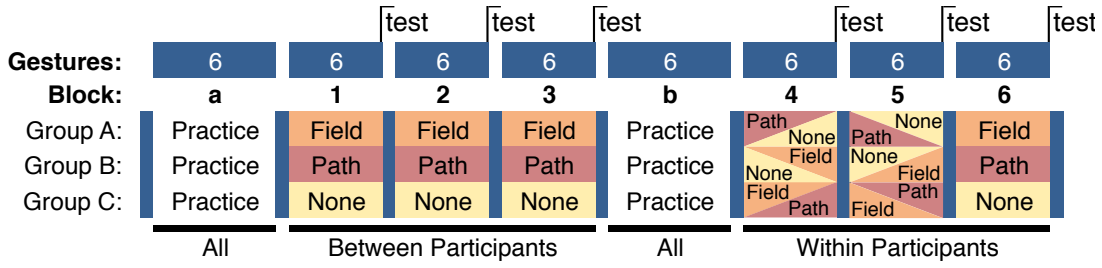 test test test test test test
Gestures: 6 6 6 6 6 6 6 6
Block: a 1 2 3 b 4 5 6
Group A: Practice Field Field Field Practice Path None None Path Field
Group B: Practice Path Path Path Practice Field None None Field Path
Group C: Practice None None None Practice Field Path Path Field None
All Between Participants All Within Participants